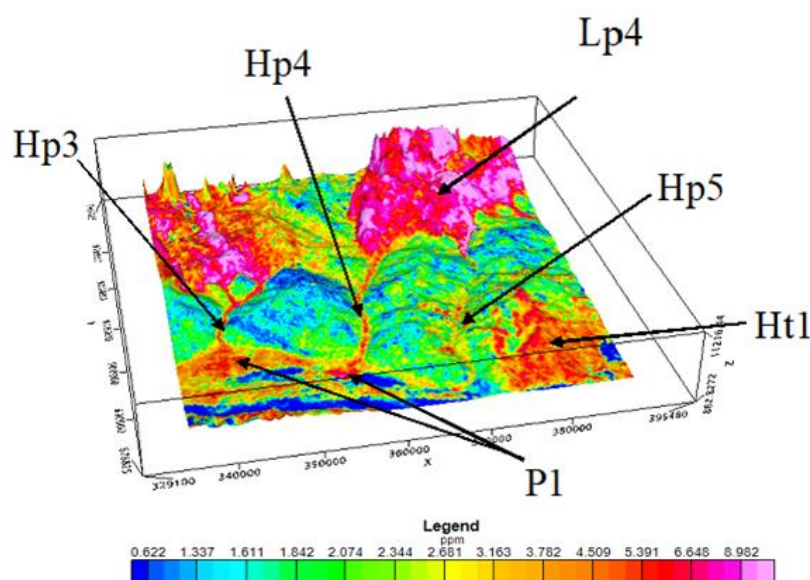 Lp4
Hp4
Hp3
Hp5
Ht1
P1
329100
340000
350000
360000
380000
395480
X
Z
Legend
ppm
0.622 1.337 1.611 1.842 2.074 2.344 2.681 3.163 3.782 4.509 5.391 6.648 8.982